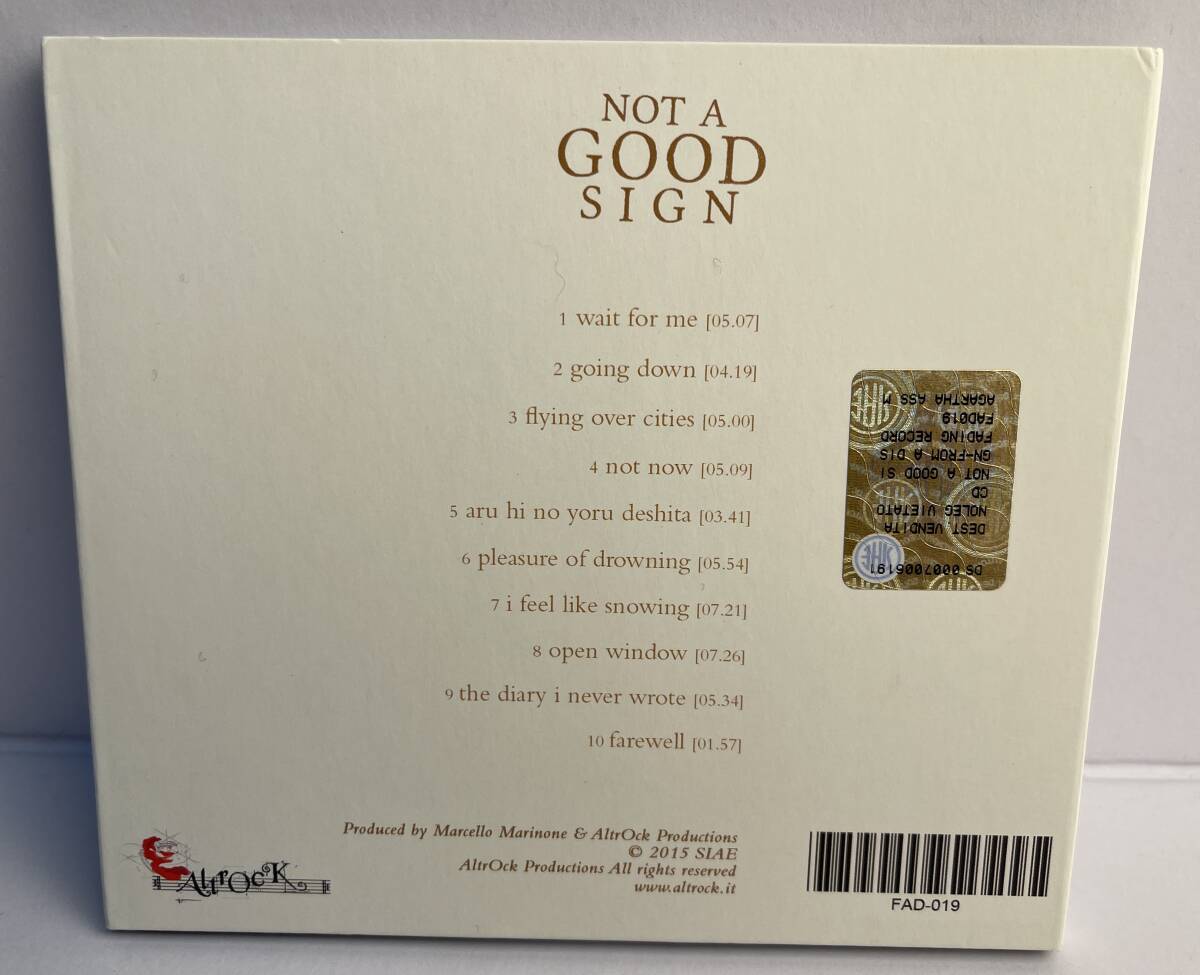 NOT A
GOOD
SIGN
1 wait for me [05.07]
2 going down [04.19]
3 flying over cities [05.00]
4 not now [05.09]
5 aru hi no yoru deshita [03.41]
6 pleasure of drowning [05.54]
7 i feel like snowing [07.21]
8 open window [07.26]
9 the diary i never wrote [05.34]
10 farewell [01.57]
DS 0007006191
DEST VENDITA
NOLEG VIETATO
CD
NOT A GOOD SI
GN-FROM A DIS
FADING RECORD
FAD019
AGARTHA ASS M
Produced by Marcello Marinone & AltrOck Productions
© 2015 SIAE
AltrOck Productions All rights reserved
www.altrock.it
AltrOcK
FAD-019